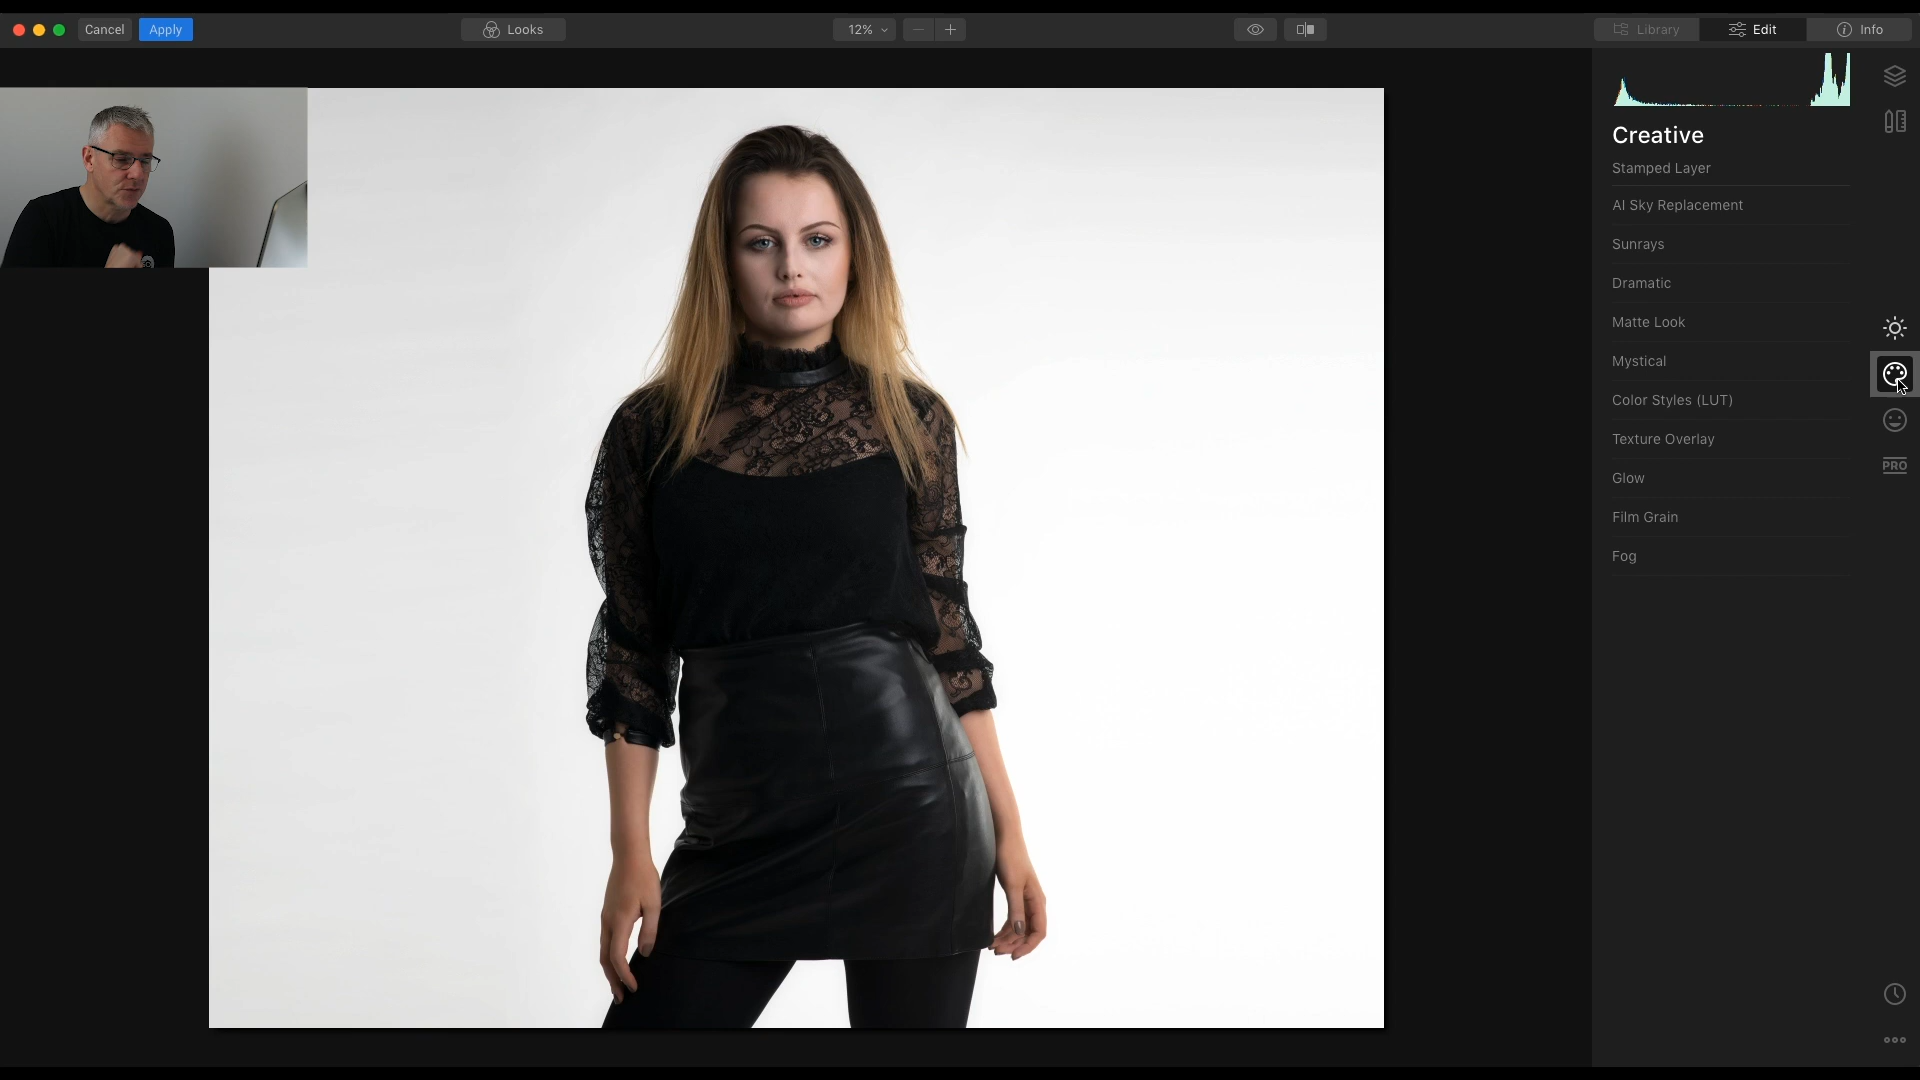 Cancel
Apply
Looks
12%
Library
Edit
Info
Creative
Stamped Layer
AI Sky Replacement
Sunrays
Dramatic
Matte Look
Mystical
Color Styles (LUT)
Texture Overlay
Glow
Film Grain
Fog
PRO